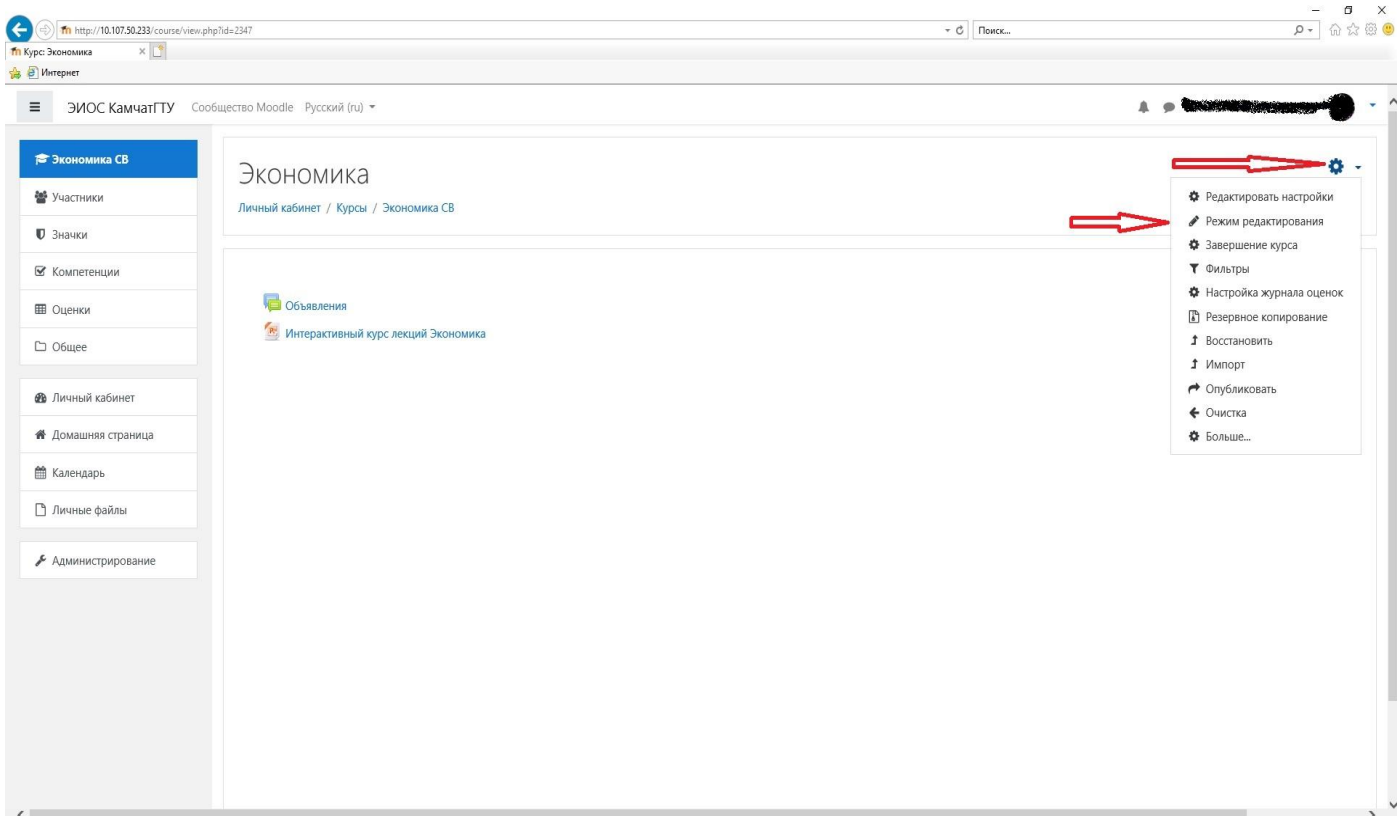 http://10.107.50.233/course/view.php?id=2347
Поиск...
Курс: Экономика
Интернет
ЭИОС КамчатГТУ Сообщество Moodle Русский (ru)
Экономика СВ
Участники
Значки
Компетенции
Оценки
Общее
Личный кабинет
Домашняя страница
Календарь
Личные файлы
Администрирование
Экономика
Личный кабинет / Курсы / Экономика СВ
Объявления
Интерактивный курс лекций Экономика
Редактировать настройки
Режим редактирования
Завершение курса
Фильтры
Настройка журнала оценок
Резервное копирование
Восстановить
Импорт
Опубликовать
Очистка
Больше...